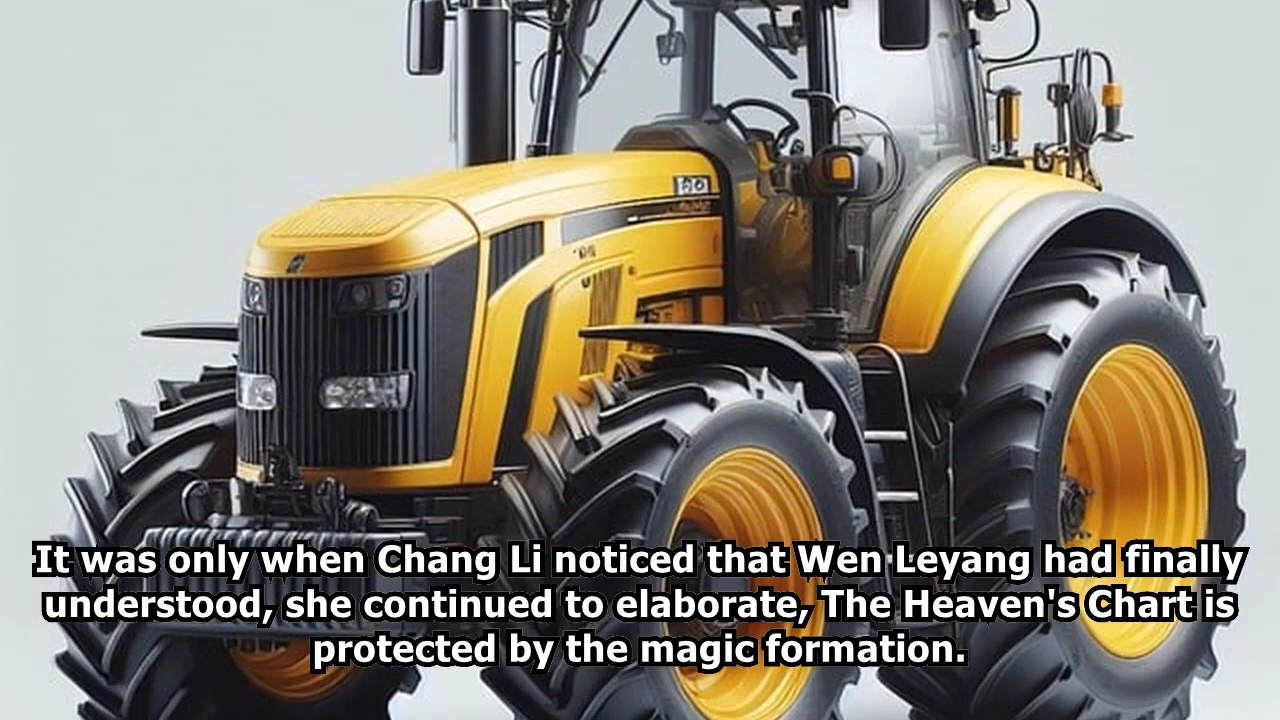 It was only when Chang Li noticed that Wen Leyang had finally
understood, she continued to elaborate, The Heaven's Chart is
protected by the magic formation.